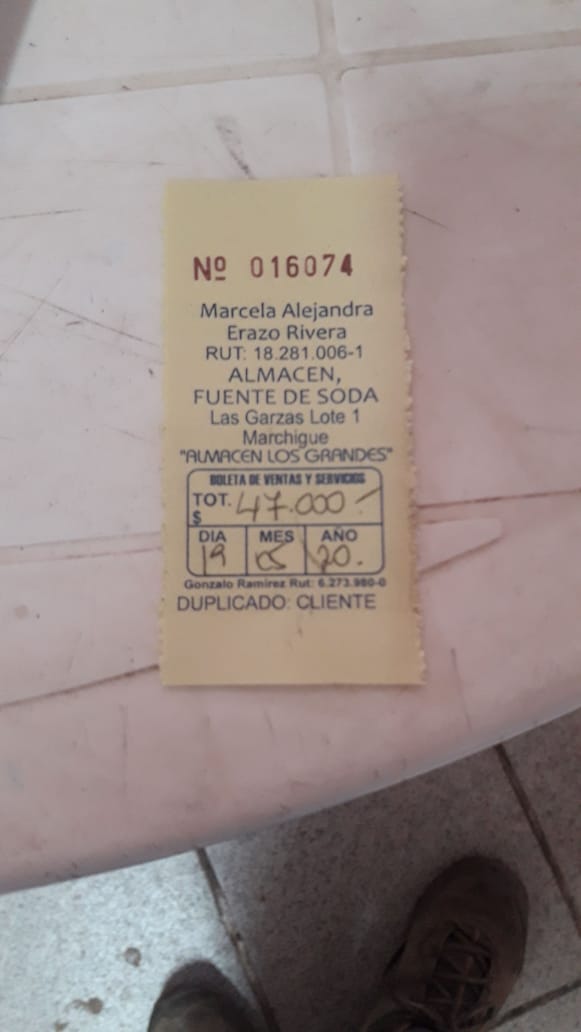 Nº 016074
Marcela Alejandra
Erazo Rivera
RUT: 18.281.006-1
ALMACEN,
FUENTE DE SODA
Las Garzas Lote 1
Marchigue
"ALMACEN LOS GRANDES"
BOLETA DE VENTAS Y SERVICIOS
TOT. $ 47.000.-
DIA MES AÑO
19 05 20.
Gonzalo Ramírez Rut: 6.273.980-0
DUPLICADO: CLIENTE